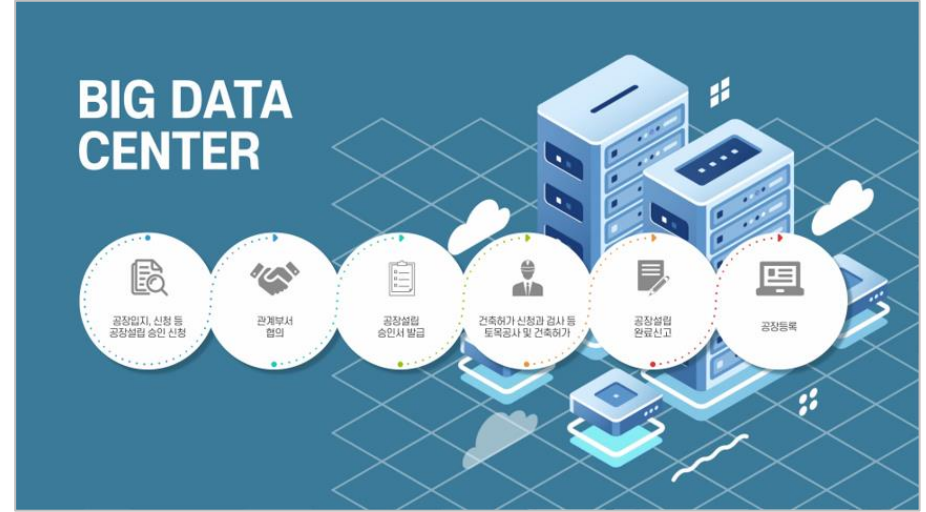 BIG DATA
CENTER
공장입지, 신청 등
공장설립 승인 신청
관계부서
협의
공장설립
승인서 발급
건축허가 신청과 검사 등
토목공사 및 건축허가
공장설립
완료신고
공장등록